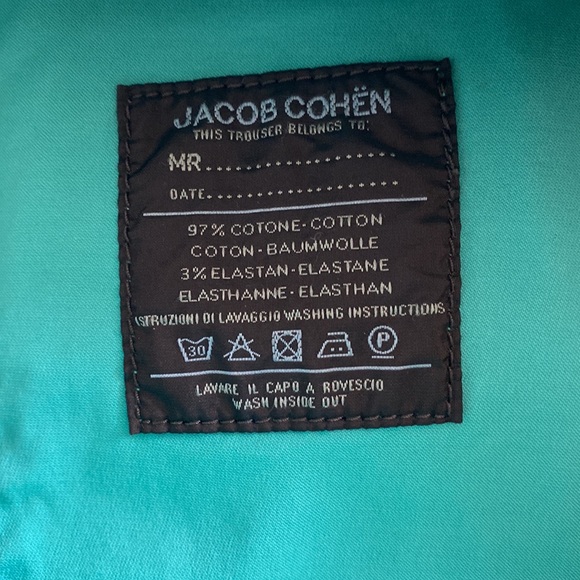 JACOB COHËN
THIS TROUSER BELONGS TO:
MR..................
DATE....................
97% COTONE-COTTON
COTON-BAUMWOLLE
3% ELASTAN-ELASTANE
ELASTHANNE-ELASTHAN
ISTRUZIONI DI LAVAGGIO WASHING INSTRUCTIONS
30 P
LAVARE IL CAPO A ROVESCIO
WASH INSIDE OUT